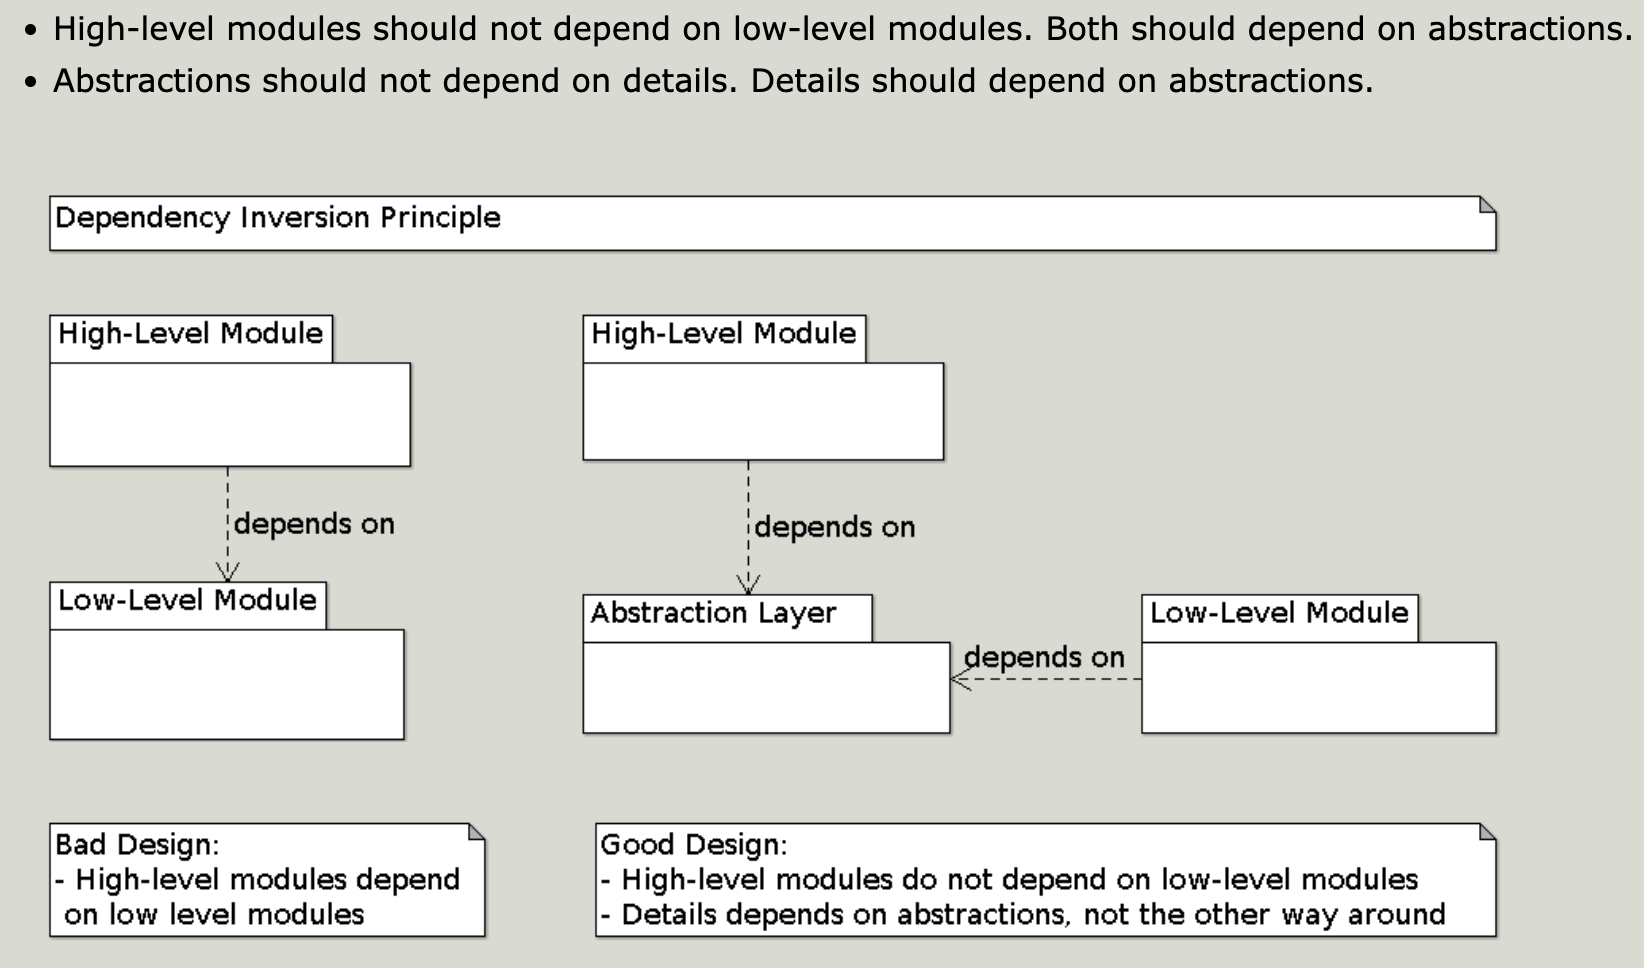 • High-level modules should not depend on low-level modules. Both should depend on abstractions.
• Abstractions should not depend on details. Details should depend on abstractions.
Dependency Inversion Principle
High-Level Module
depends on
Low-Level Module
High-Level Module
depends on
Abstraction Layer
depends on
Low-Level Module
Bad Design:
- High-level modules depend
on low level modules
Good Design:
- High-level modules do not depend on low-level modules
- Details depends on abstractions, not the other way around